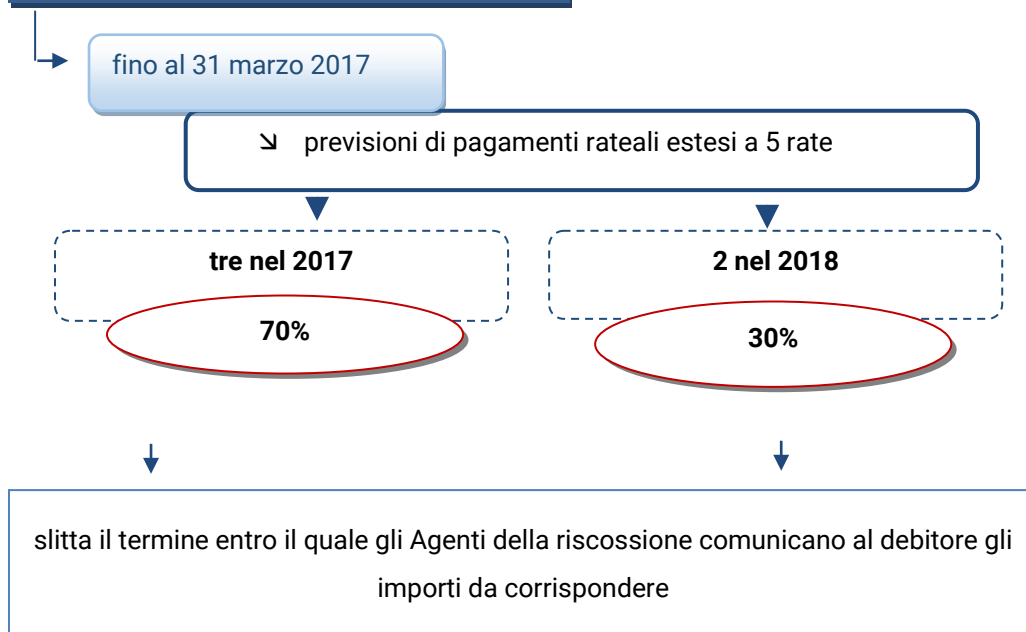 fino al 31 marzo 2017
↘ previsioni di pagamenti rateali estesi a 5 rate
tre nel 2017
2 nel 2018
70%
30%
slitta il termine entro il quale gli Agenti della riscossione comunicano al debitore gli
importi da corrispondere